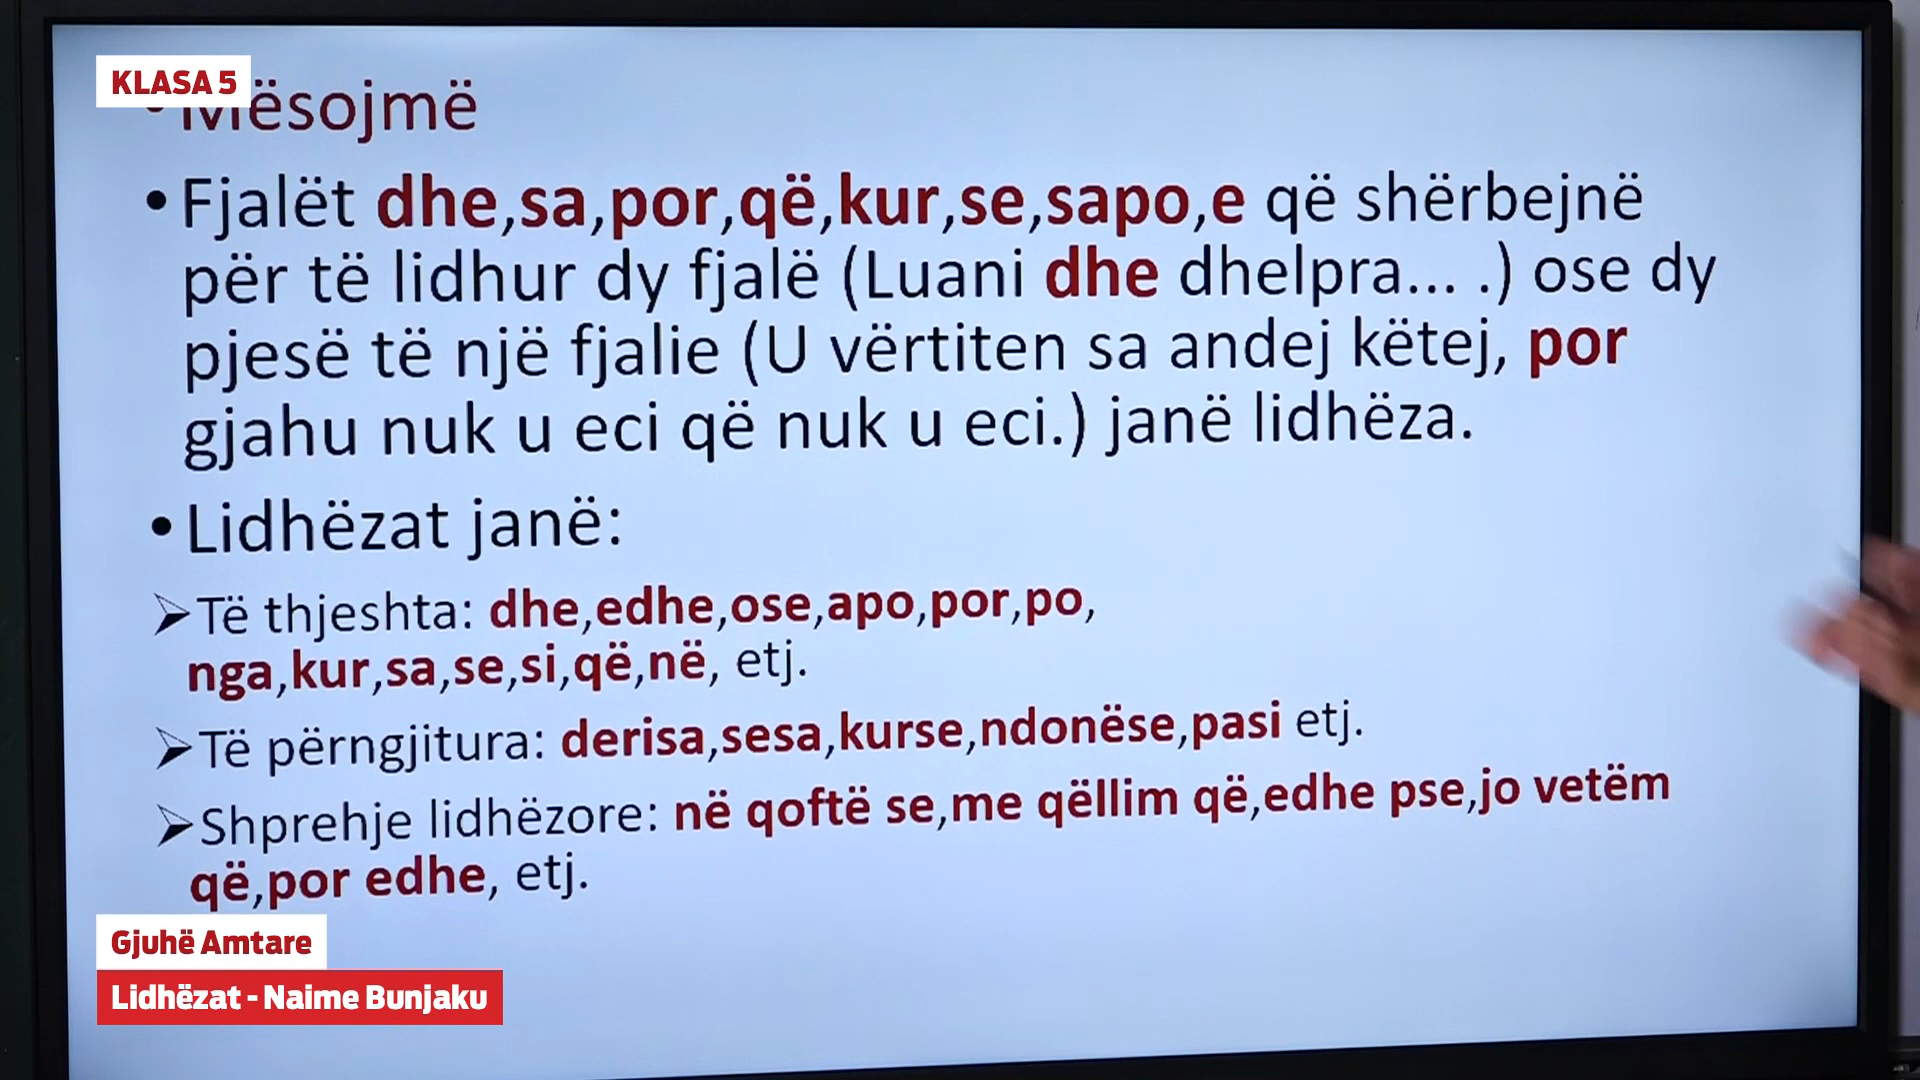 KLASA 5
• Mësojmë
• Fjalët dhe,sa,por,që,kur,se,sapo,e që shërbejnë
për të lidhur dy fjalë (Luani dhe dhelpra... .) ose dy
pjesë të një fjalie (U vërtiten sa andej këtej, por
gjahu nuk u eci që nuk u eci.) janë lidhëza.
• Lidhëzat janë:
➢Të thjeshta: dhe,edhe,ose,apo,por,po,
nga,kur,sa,se,si,që,në, etj.
➢Të përngjitura: derisa,sesa,kurse,ndonëse,pasi etj.
➢Shprehje lidhëzore: në qoftë se,me qëllim që,edhe pse,jo vetëm
që,por edhe, etj.
Gjuhë Amtare
Lidhëzat - Naime Bunjaku